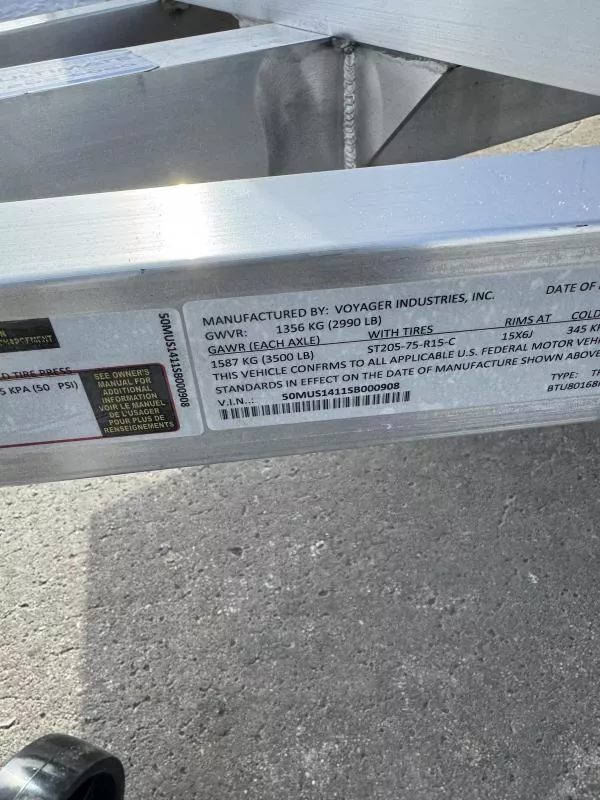 MANUFACTURED BY: VOYAGER INDUSTRIES, INC. DATE OF
GWVR: 1356 KG (2990 LB)
GAWR (EACH AXLE) WITH TIRES RIMS AT COLD
1587 KG (3500 LB) ST205-75-R15-C 15X6J 345
THIS VEHICLE CONFRMS TO ALL APPLICABLE U.S. FEDERAL MOTOR
STANDARDS IN EFFECT ON THE DATE OF MANUFACTURE SHOWN ABOVE
V.I.N..: 50MUS1411SB000908 TYPE:
50MUS1411SB000908
KPA (50 PSI)
SEE OWNER'S
MANUAL FOR
ADDITIONAL
INFORMATION
VOIR LE MANUEL
DE L'USAGER
POUR PLUS DE
RENSEIGNEMENTS